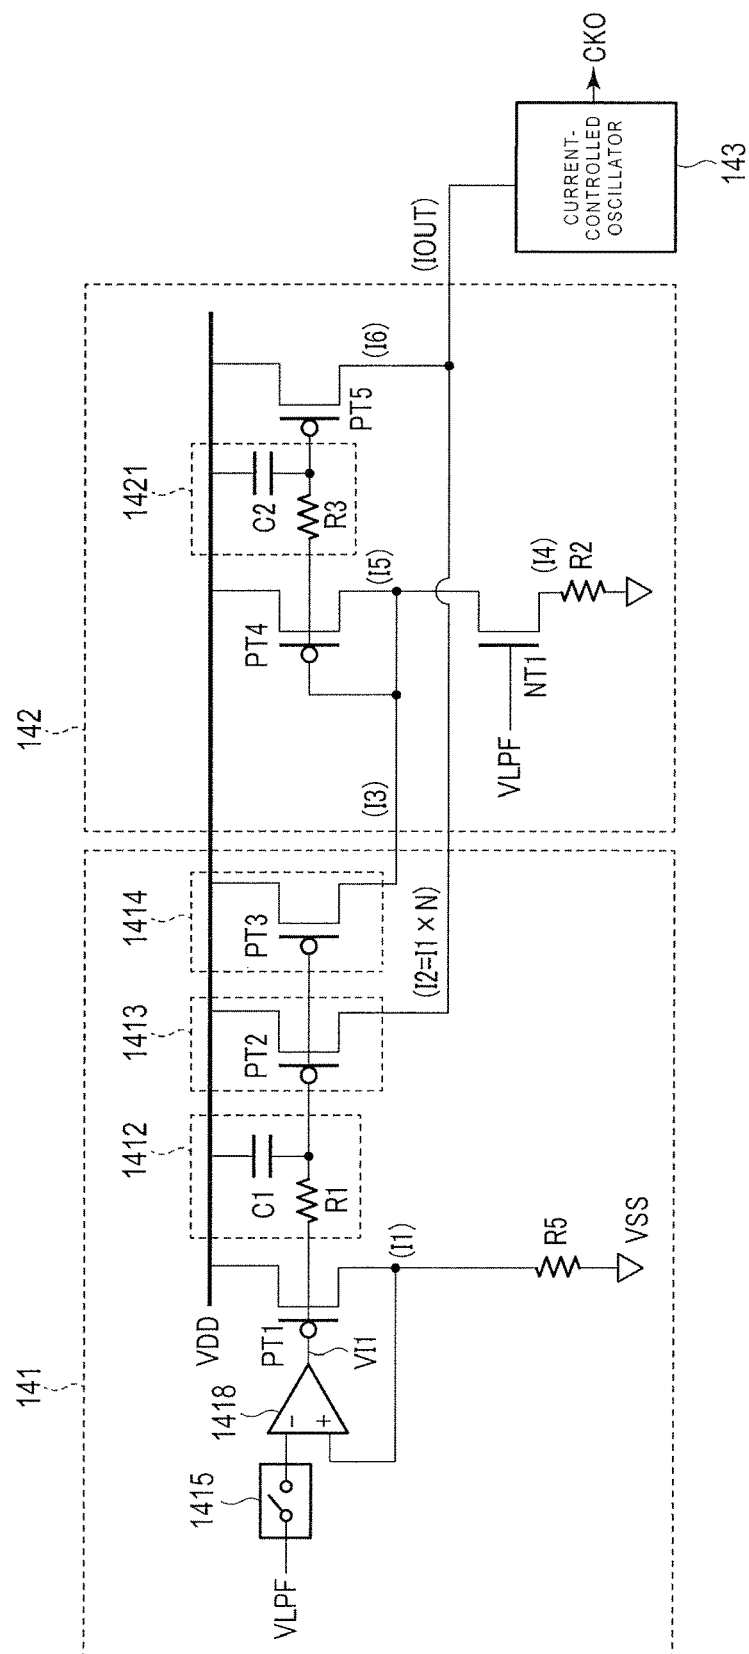 141
142
VLPF
1415
1418
VDD
PT1
VI1
(I1)
R5
VSS
1412
C1
R1
1413
PT2
(I2=I1×N)
1414
PT3
(I3)
PT4
(I5)
VLPF
NT1
(I4)
R2
1421
C2
R3
PT5
(I6)
(IOUT)
CURRENT-
CONTROLLED
OSCILLATOR
143
CKO
−
+